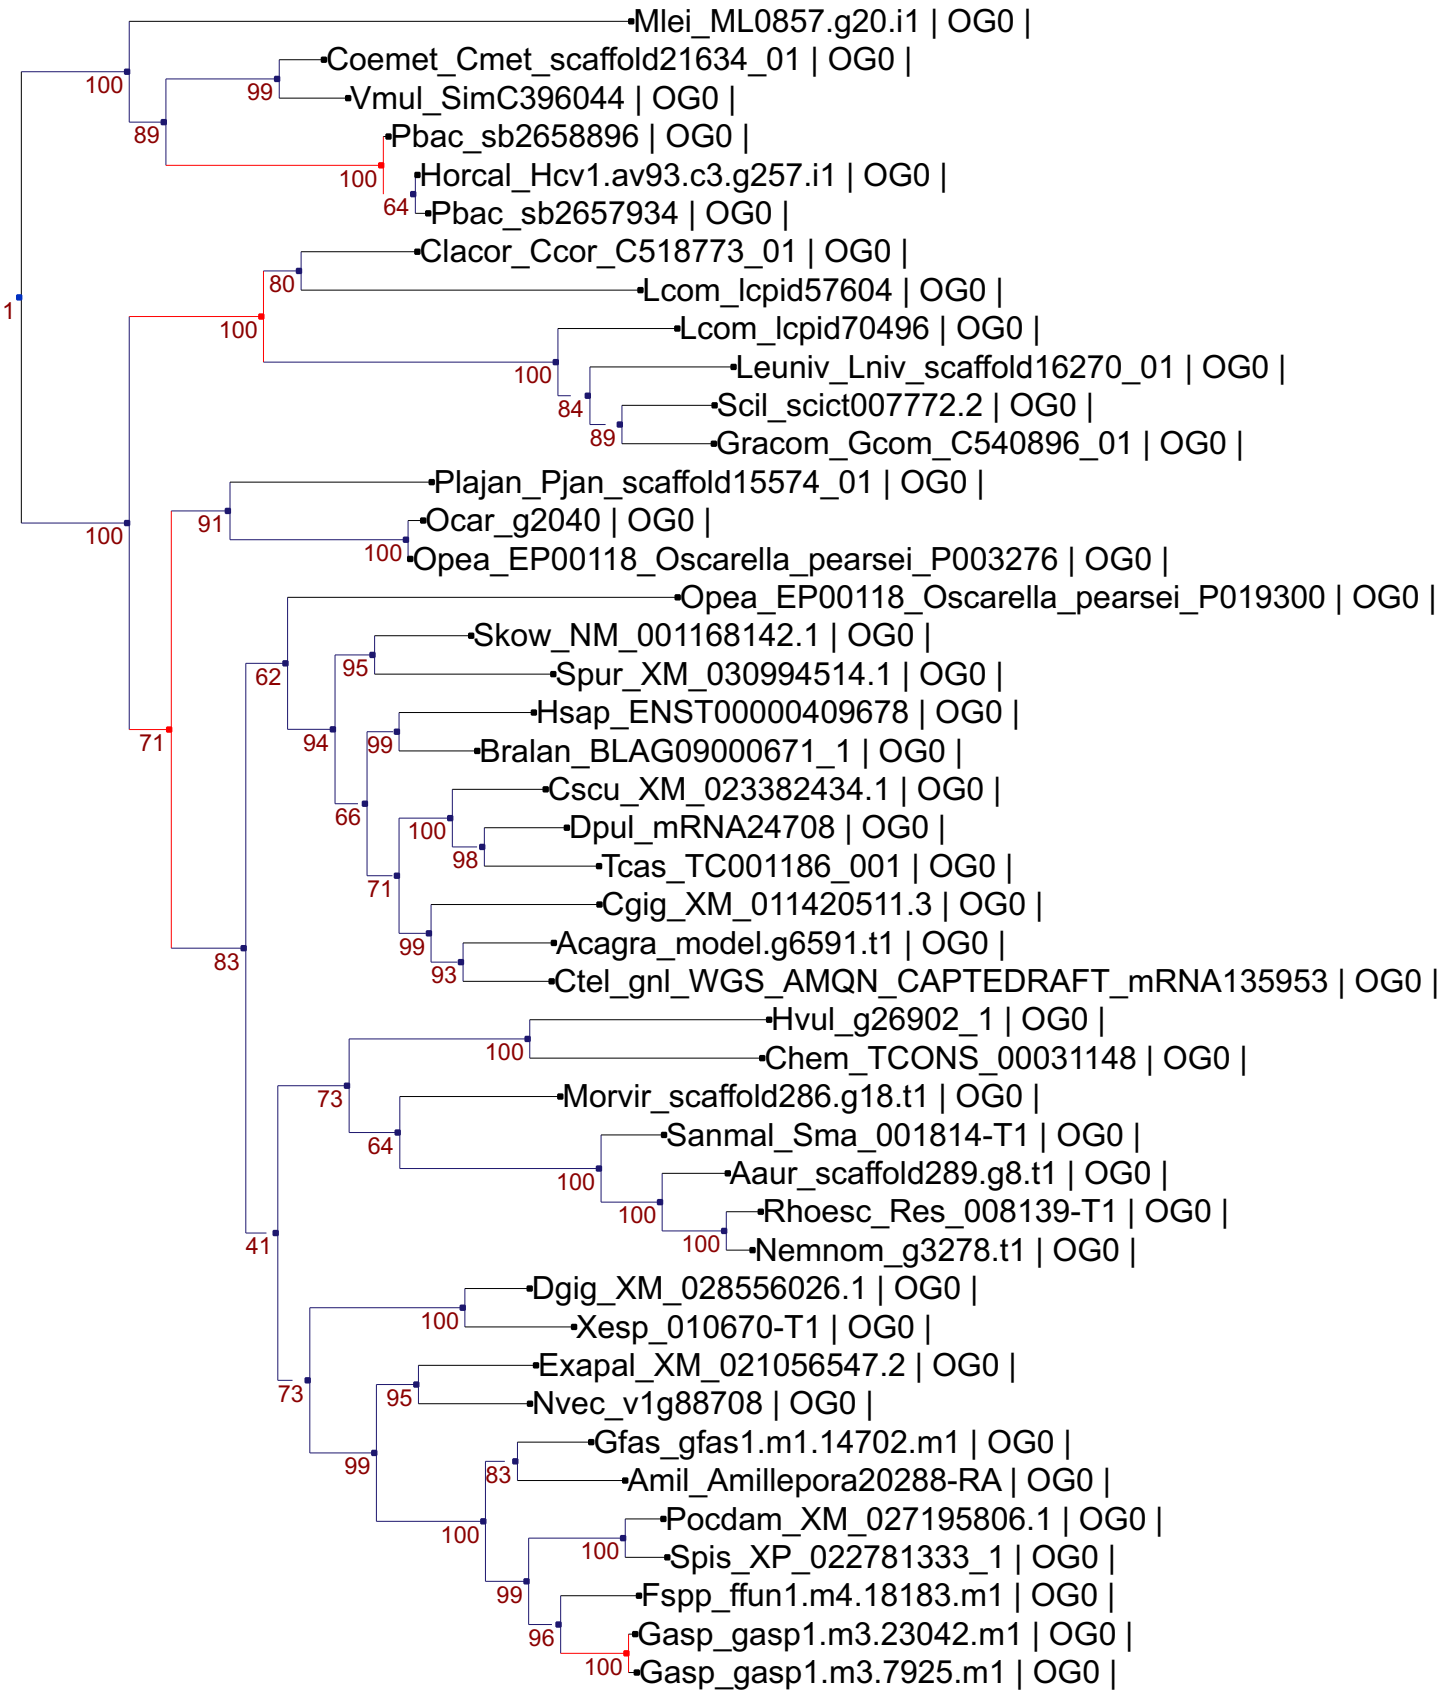 Mlei_ML0857.g20.i1 | OG0 |
Coemet_Cmet_scaffold21634_01 | OG0 |
100
99
Vmul_SimC396044 | OG0 |
89
Pbac_sb2658896 | OG0 |
100
Horcal_Hcv1.av93.c3.g257.i1 | OG0 |
64
Pbac_sb2657934 | OG0 |
Clacor_Ccor_C518773_01 | OG0 |
80
Lcom_lcpid57604 | OG0 |
1
100
Lcom_lcpid70496 | OG0 |
100
Leuniv_Lniv_scaffold16270_01 | OG0 |
84
Scil_scict007772.2 | OG0 |
89
Gracom_Gcom_C540896_01 | OG0 |
Plajan_Pjan_scaffold15574_01 | OG0 |
91
Ocar_g2040 | OG0 |
100
100
Opea_EP00118_Oscarella_pearsei_P003276 | OG0 |
Opea_EP00118_Oscarella_pearsei_P019300 | OG0 |
Skow_NM_001168142.1 | OG0 |
95
62
Spur_XM_030994514.1 | OG0 |
Hsap_ENST00000409678 | OG0 |
71
94
99
Bralan_BLAG09000671_1 | OG0 |
Cscu_XM_023382434.1 | OG0 |
66
100
Dpul_mRNA24708 | OG0 |
98
Tcas_TC001186_001 | OG0 |
71
Cgig_XM_011420511.3 | OG0 |
99
Acagra_model.g6591.t1 | OG0 |
83
93
Ctel_gnl_WGS_AMQN_CAPTEDRAFT_mRNA135953 | OG0 |
Hvul_g26902_1 | OG0 |
100
Chem_TCONS_00031148 | OG0 |
73
Morvir_scaffold286.g18.t1 | OG0 |
64
Sanmal_Sma_001814-T1 | OG0 |
100
Aaur_scaffold289.g8.t1 | OG0 |
100
Rhoesc_Res_008139-T1 | OG0 |
41
100
Nemnom_g3278.t1 | OG0 |
Dgig_XM_028556026.1 | OG0 |
100
Xesp_010670-T1 | OG0 |
Exapal_XM_021056547.2 | OG0 |
73
95
Nvec_v1g88708 | OG0 |
Gfas_gfas1.m1.14702.m1 | OG0 |
99
83
Amil_Amillepora20288-RA | OG0 |
Pocdam_XM_027195806.1 | OG0 |
100
100
Spis_XP_022781333_1 | OG0 |
99
Fspp_ffun1.m4.18183.m1 | OG0 |
96
Gasp_gasp1.m3.23042.m1 | OG0 |
100
Gasp_gasp1.m3.7925.m1 | OG0 |